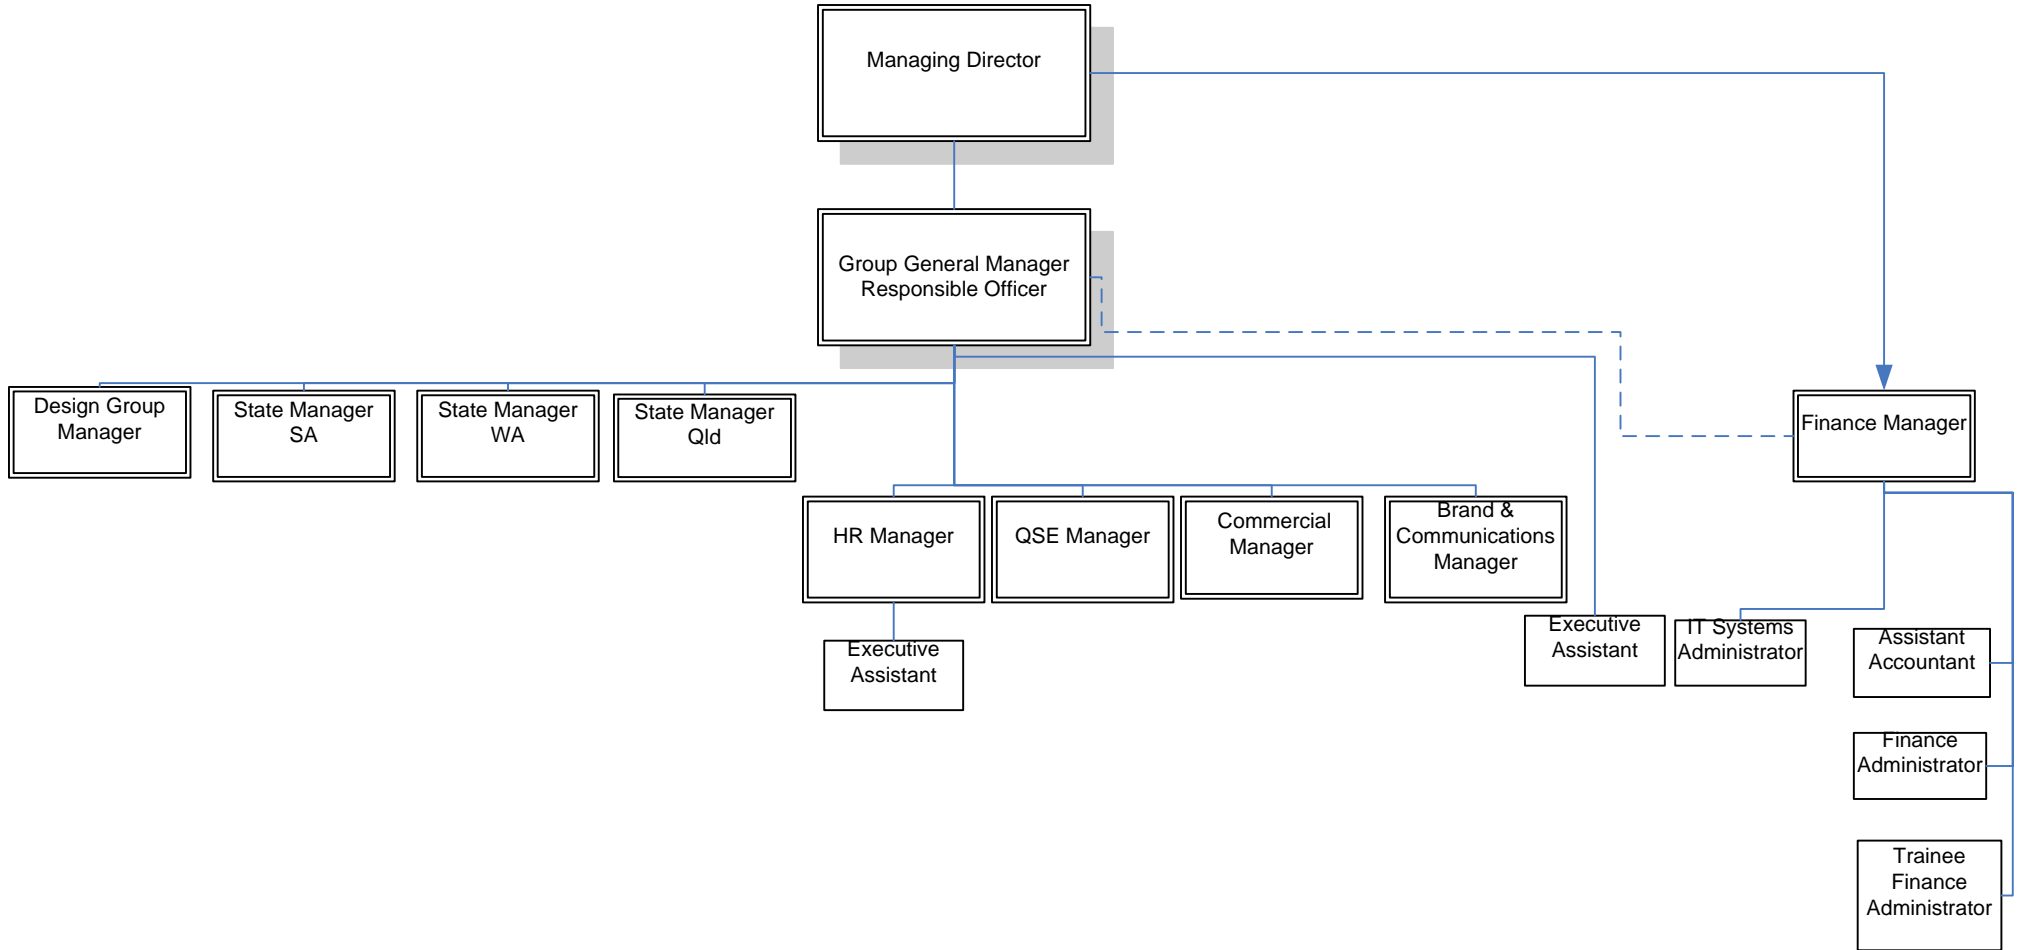 Managing Director
Group General Manager
Responsible Officer
Design Group
Manager
State Manager
SA
State Manager
WA
State Manager
Qld
Finance Manager
HR Manager
QSE Manager
Commercial
Manager
Brand &
Communications
Manager
Executive
Assistant
Executive
Assistant
IT Systems
Administrator
Assistant
Accountant
Finance
Administrator
Trainee
Finance
Administrator